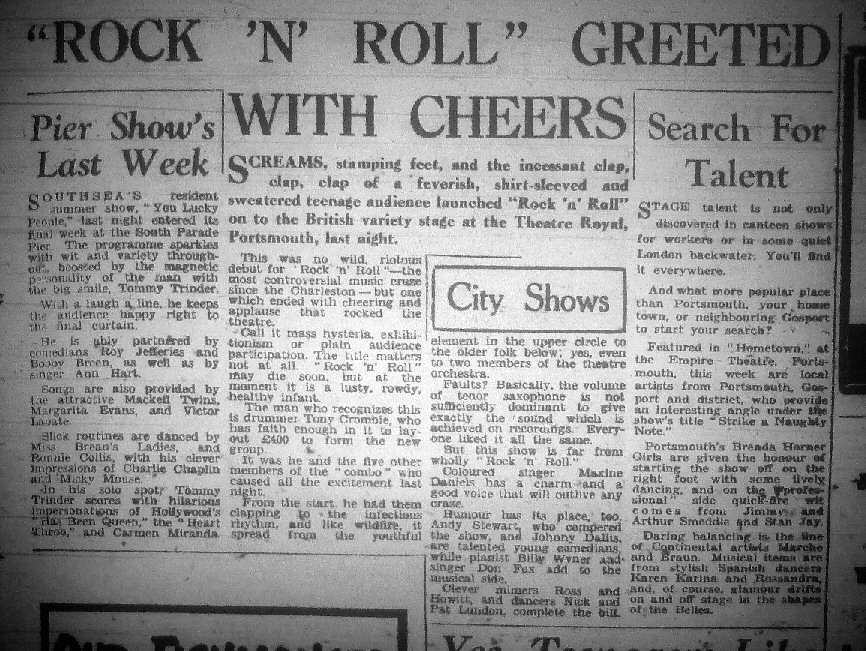 "ROCK 'N' ROLL" GREETED
WITH CHEERS
Pier Show's
Last Week
SOUTHSEA'S resident
summer show, "You Lucky
People," last night entered its
final week at the South Parade
Pier. The programme sparkles
with wit and variety through-
out, boosted by the magnetic
personality of the man with
the big smile, Tommy Trinder.
With a laugh a line, he keeps
the audience happy right to
the final curtain.
He is ably partnered by
comedians Roy Jefferies and
Bobby Breen, as well as by
singer Ann Hart.
Songs are also provided by
the attractive Mackell Twins,
Margarita Evans, and Victor
Slick routines are danced by
Miss Brean's Ladies, and
Ronnie Collis, with his clever
impressions of Charlie Chaplin
and Micky Mouse.
In his solo spot, Tommy
Trinder scores with hilarious
impersonations of Hollywood's
"Has Been Queen," the "Heart
Throb," and Carmen Miranda
SCREAMS, stamping feet, and the incessant clap,
clap, clap of a feverish, shirt-sleeved and
sweatered teenage audience launched "Rock 'n' Roll"
on to the British variety stage at the Theatre Royal,
Portsmouth, last night.
This was no wild, riotous
debut for "Rock 'n' Roll"—the
most controversial music craze
since the Charleston—but one
which ended with cheering and
applause that rocked the
theatre.
Call it mass hysteria, exhibi-
tionism or plain audience
participation. The title matters
not at all. "Rock 'n' Roll"
may die soon, but at the
moment it is a lusty, rowdy,
healthy infant.
The man who recognizes this
is drummer Tony Crombie, who
has faith enough in it to lay-
out £400 to form the new
group.
It was he and the five other
members of the "combo" who
caused all the excitement last
night.
From the start, he had them
clapping to the infectious
rhythm, and like wildfire, it
spread from the youthful
City Shows
element in the upper circle to
the older folk below; yes, even
to two members of the theatre
orchestra.
Faults? Basically, the volume
of tenor saxophone is not
sufficiently dominant to give
exactly the sound which is
achieved on recordings. Every-
one liked it all the same.
But this show is far from
wholly "Rock 'n' Roll."
Coloured singer Maxine
Daniels has a charm and a
good voice that will outlive any
craze.
Humour has its place, too.
Andy Stewart, who compered
the show, and Johnny Dallis,
are talented young comedians,
while pianist Billy Wyner and
singer Don Fox add to the
musical side.
Clever mimers Ross and
Howitt, and dancers Nick and
Pat Lundon, complete the bill.
Search For
Talent
STAGE talent is not only
discovered in canteen shows
for workers or in some quiet
London backwater. You'll find
it everywhere.
And what more popular place
than Portsmouth, your home
town, or neighbouring Gosport
to start your search?
Featured in "Hometown," at
the Empire Theatre, Ports-
mouth, this week are local
artists from Portsmouth, Gos-
port and district, who provide
an interesting angle under the
show's title "Strike a Naughty
Note."
Portsmouth's Brenda Harner
Girls are given the honour of
starting the show off on the
right foot with some lively
dancing, and on the "profes-
sional" side quick-fire wit
comes from Jimmy and
Arthur Smeddie and Stan Jay.
Daring balancing is the line
of Continental artists Marche
and Braun. Musical items are
from stylish Spanish dancers
Karen Karina and Rossandra,
and, of course, glamour drifts
on and off stage in the shapes
of the Belles.